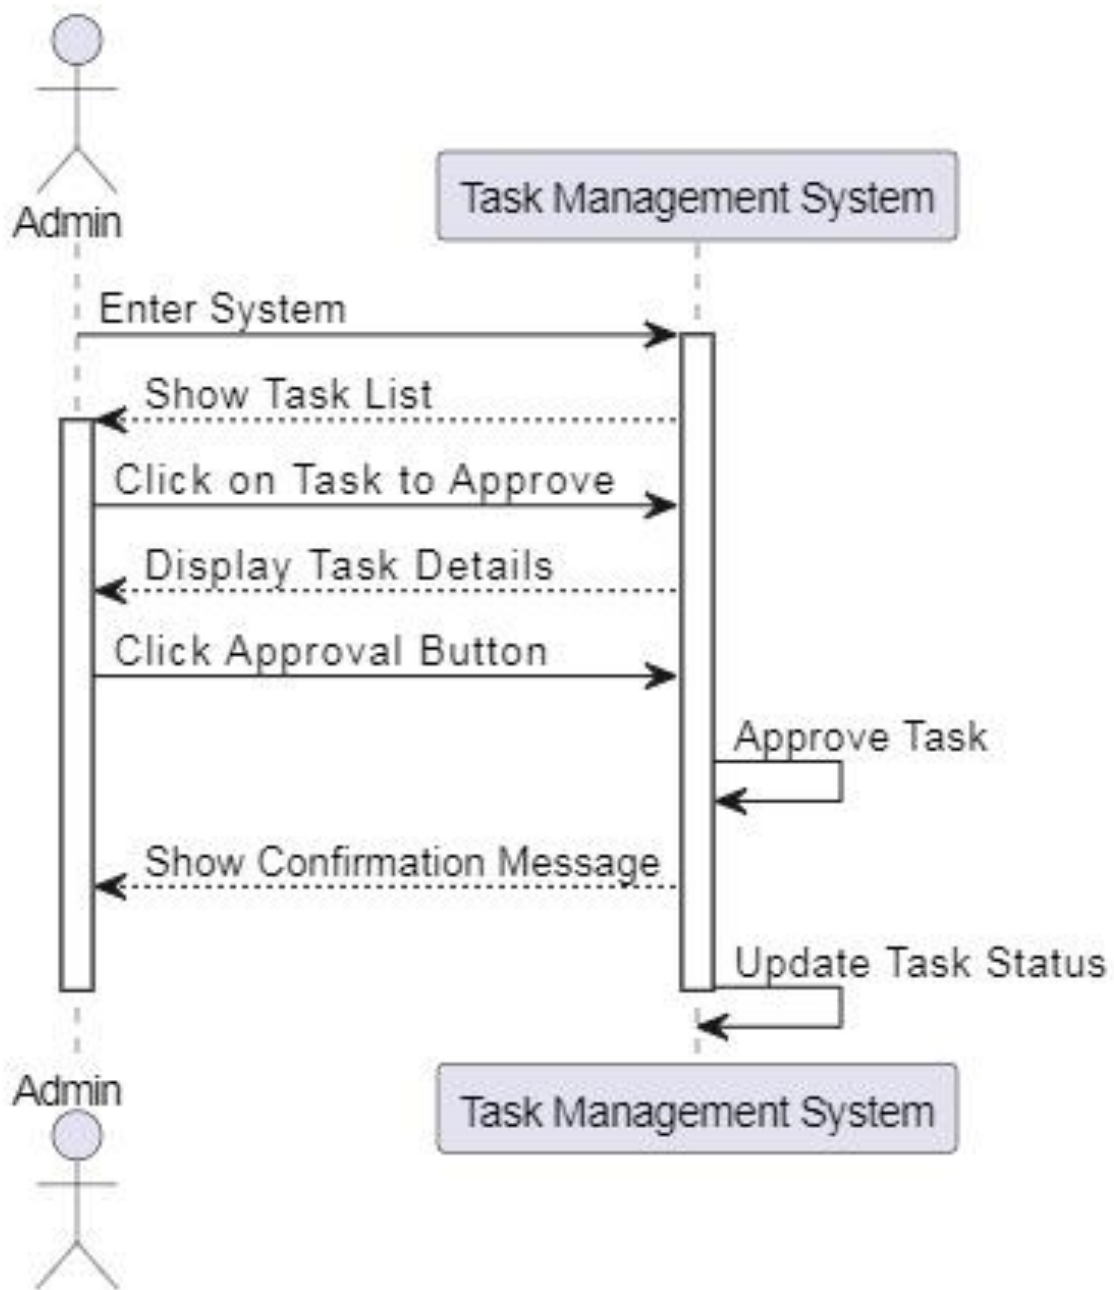 Admin
Task Management System
Enter System
Show Task List
Click on Task to Approve
Display Task Details
Click Approval Button
Approve Task
Show Confirmation Message
Update Task Status
Admin
Task Management System